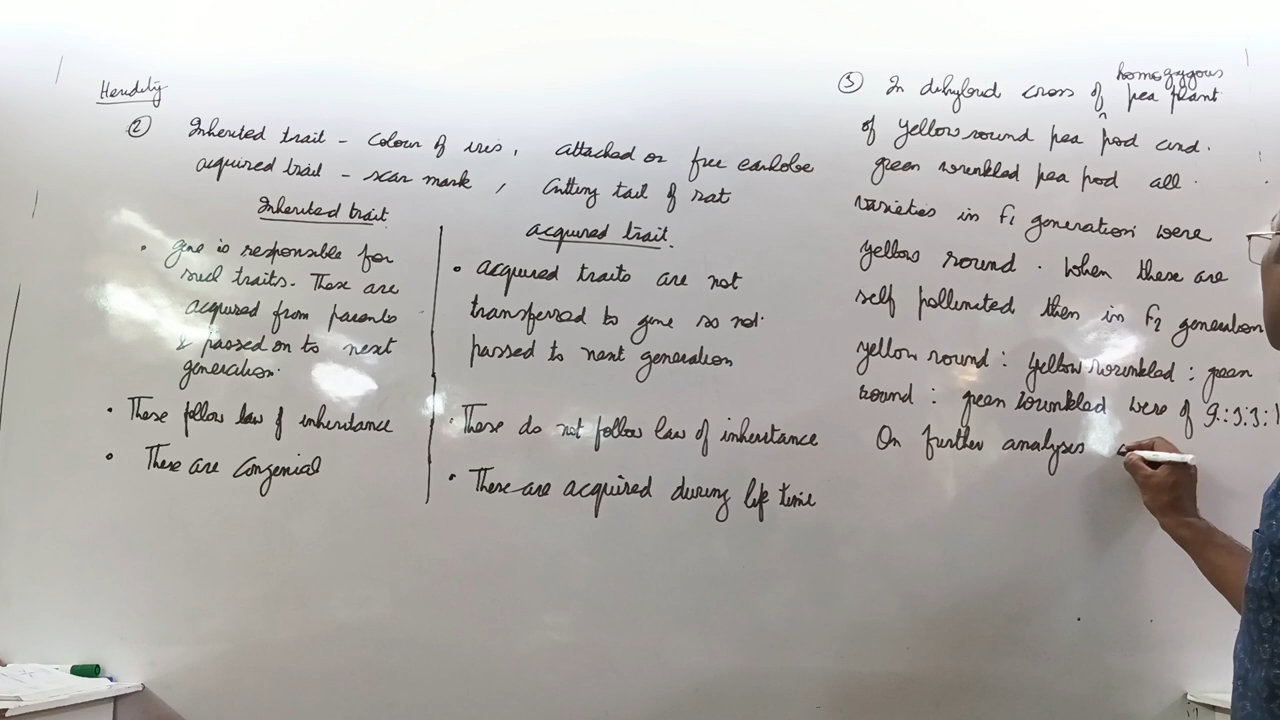 Heridity
② Inherited trait - colour of iris, attached or free earlobe
acquired trait - scar mark, Cutting tail of rat
Inherited trait
• gene is responsible for
such traits. These are
acquired from parents
& passed on to next
generation.
• These follow law of inheritance
• These are Congenial
acquired trait.
• acquired traits are not
transferred to gene so not
passed to next generation
• These do not follow law of inheritance
• These are acquired during life time
③ In dihybrid cross of homozygous pea plant
of yellow round pea pod and
green wrinkled pea pod all
varieties in F1 generation were
yellow round. When these are
self pollinated then in F2 generation
yellow round : yellow wrinkled : green
round : green wrinkled were of 9:3:3:1
On further analyses